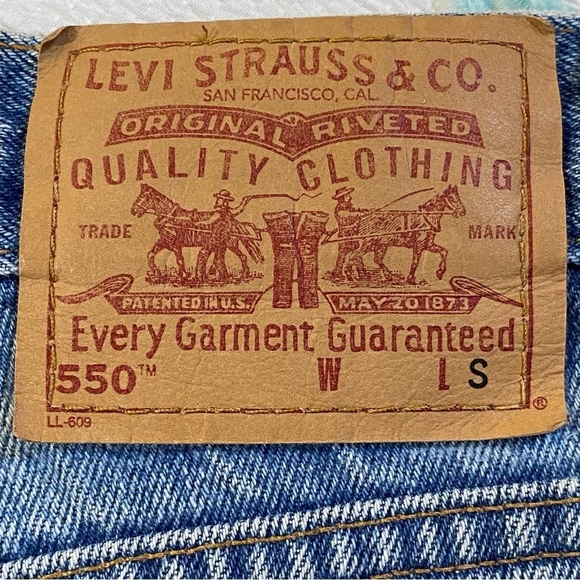 LEVI STRAUSS & CO.
SAN FRANCISCO, CAL.
ORIGINAL RIVETED
QUALITY CLOTHING
TRADE MARK
PATENTED IN U.S. MAY 20 1873
Every Garment Guaranteed
550™ W L S
®
LL-609